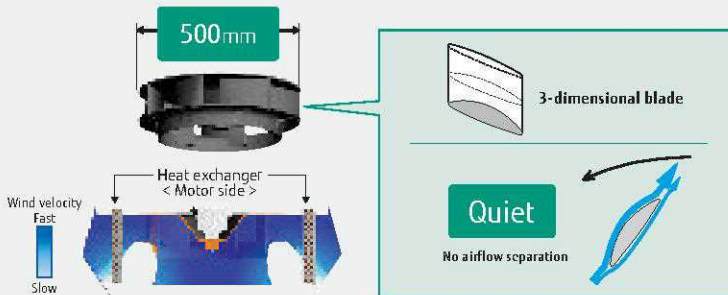 500mm
3-dimensional blade
Heat exchanger
< Motor side >
Wind velocity
Fast
Slow
Quiet
No airflow separation